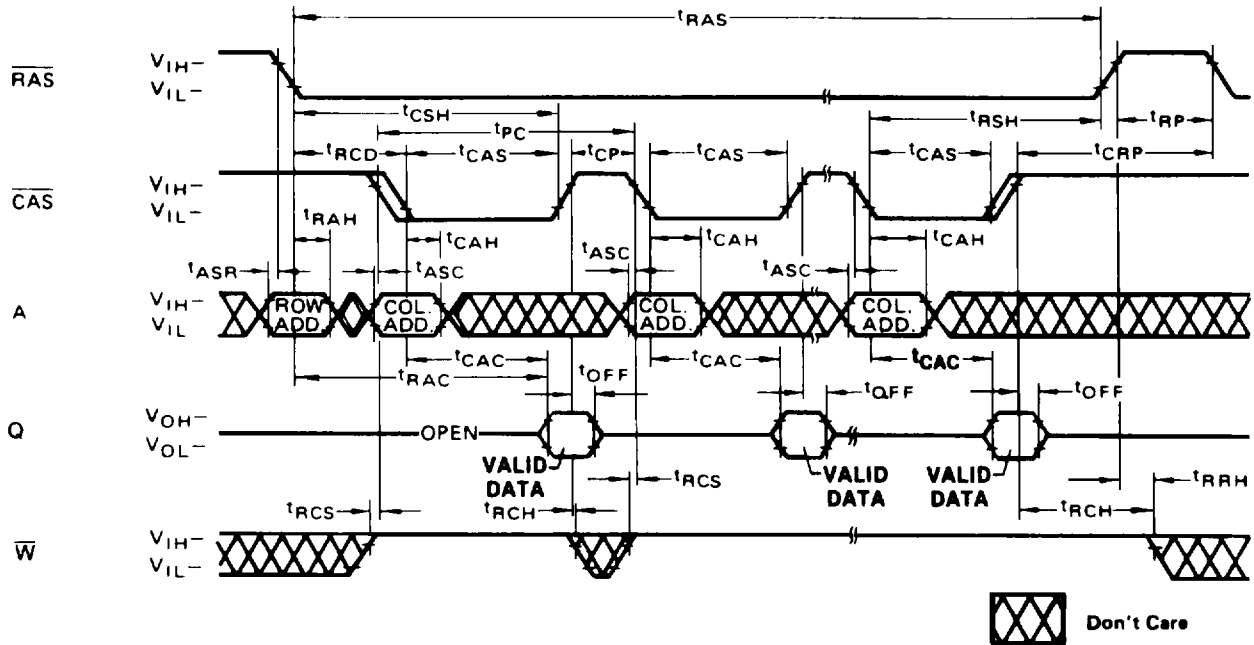 tRAS
RAS
VIH–
VIL–
tCSH
tPC
tRSH
tRP
tRCD
tCAS
tCP
tCAS
tCAS
tCRP
CAS
VIH–
VIL–
tRAH
tCAH
tCAH
tCAH
tASR
tASC
tASC
tASC
A
VIH–
VIL
ROW
ADD.
COL.
ADD.
COL.
ADD.
COL.
ADD.
tCAC
tCAC
tCAC
tRAC
tOFF
tOFF
tOFF
Q
VOH–
VOL–
OPEN
VALID
DATA
VALID
DATA
VALID
DATA
tRCS
tRRH
tRCS
tRCH
tRCH
W
VIH–
VIL–
Don't Care